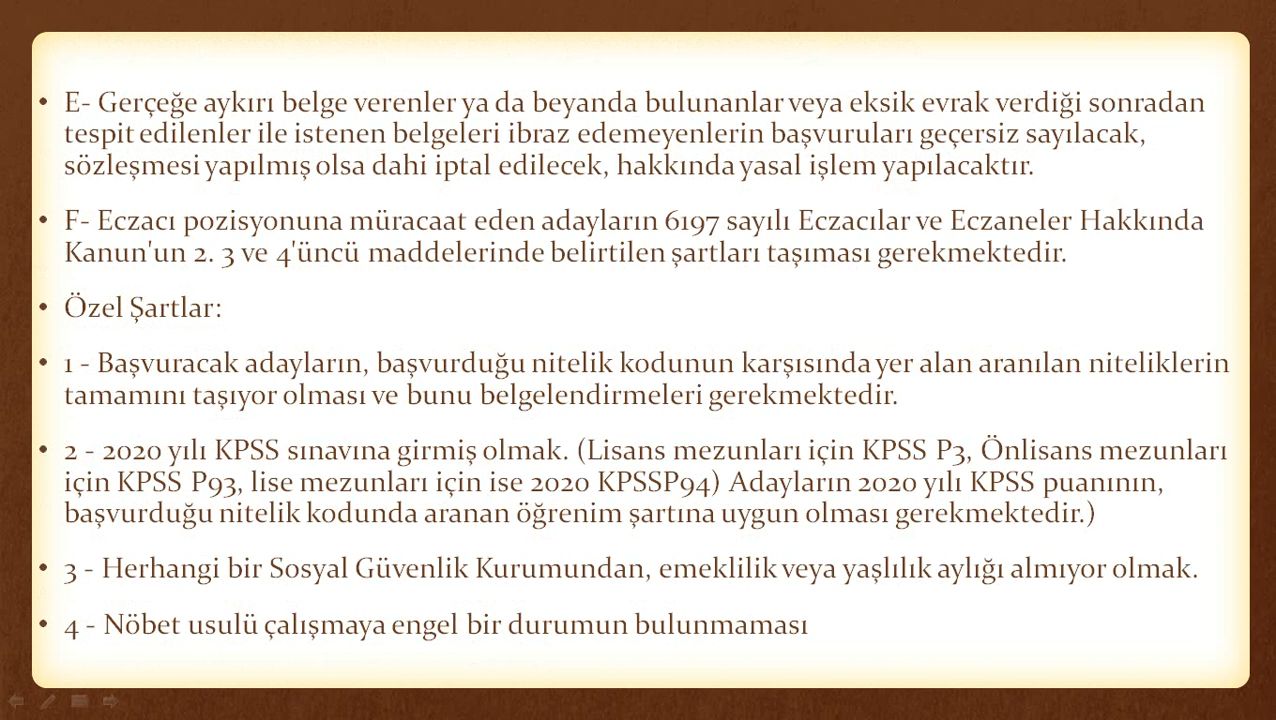 • E- Gerçeğe aykırı belge verenler ya da beyanda bulunanlar veya eksik evrak verdiği sonradan
tespit edilenler ile istenen belgeleri ibraz edemeyenlerin başvuruları geçersiz sayılacak,
sözleşmesi yapılmış olsa dahi iptal edilecek, hakkında yasal işlem yapılacaktır.
• F- Eczacı pozisyonuna müracaat eden adayların 6197 sayılı Eczacılar ve Eczaneler Hakkında
Kanun'un 2. 3 ve 4'üncü maddelerinde belirtilen şartları taşıması gerekmektedir.
• Özel Şartlar:
• 1 - Başvuracak adayların, başvurduğu nitelik kodunun karşısında yer alan aranılan niteliklerin
tamamını taşıyor olması ve bunu belgelendirmeleri gerekmektedir.
• 2 - 2020 yılı KPSS sınavına girmiş olmak. (Lisans mezunları için KPSS P3, Önlisans mezunları
için KPSS P93, lise mezunları için ise 2020 KPSSP94) Adayların 2020 yılı KPSS puanının,
başvurduğu nitelik kodunda aranan öğrenim şartına uygun olması gerekmektedir.)
• 3 - Herhangi bir Sosyal Güvenlik Kurumundan, emeklilik veya yaşlılık aylığı almıyor olmak.
• 4 - Nöbet usulü çalışmaya engel bir durumun bulunmaması